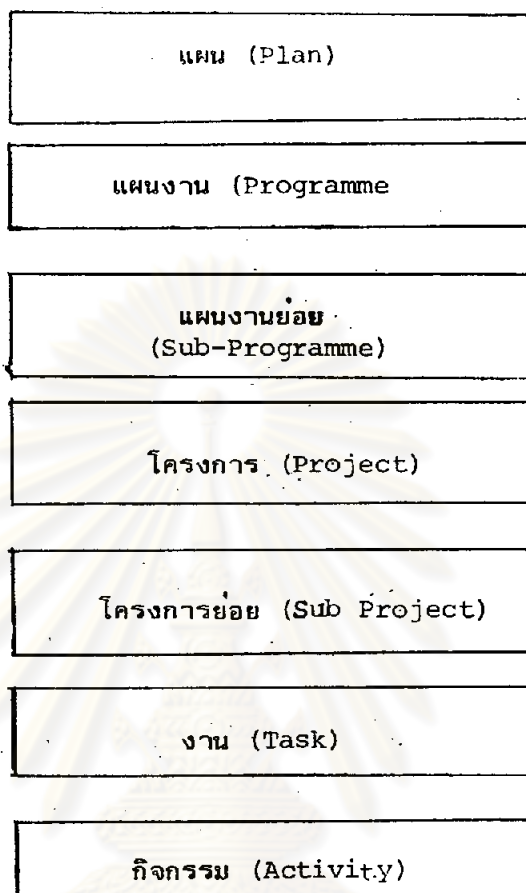 แผน (Plan)
แผนงาน (Programme
แผนงานย่อย
(Sub-Programme)
โครงการ (Project)
โครงการย่อย (Sub Project)
งาน (Task)
กิจกรรม (Activity)